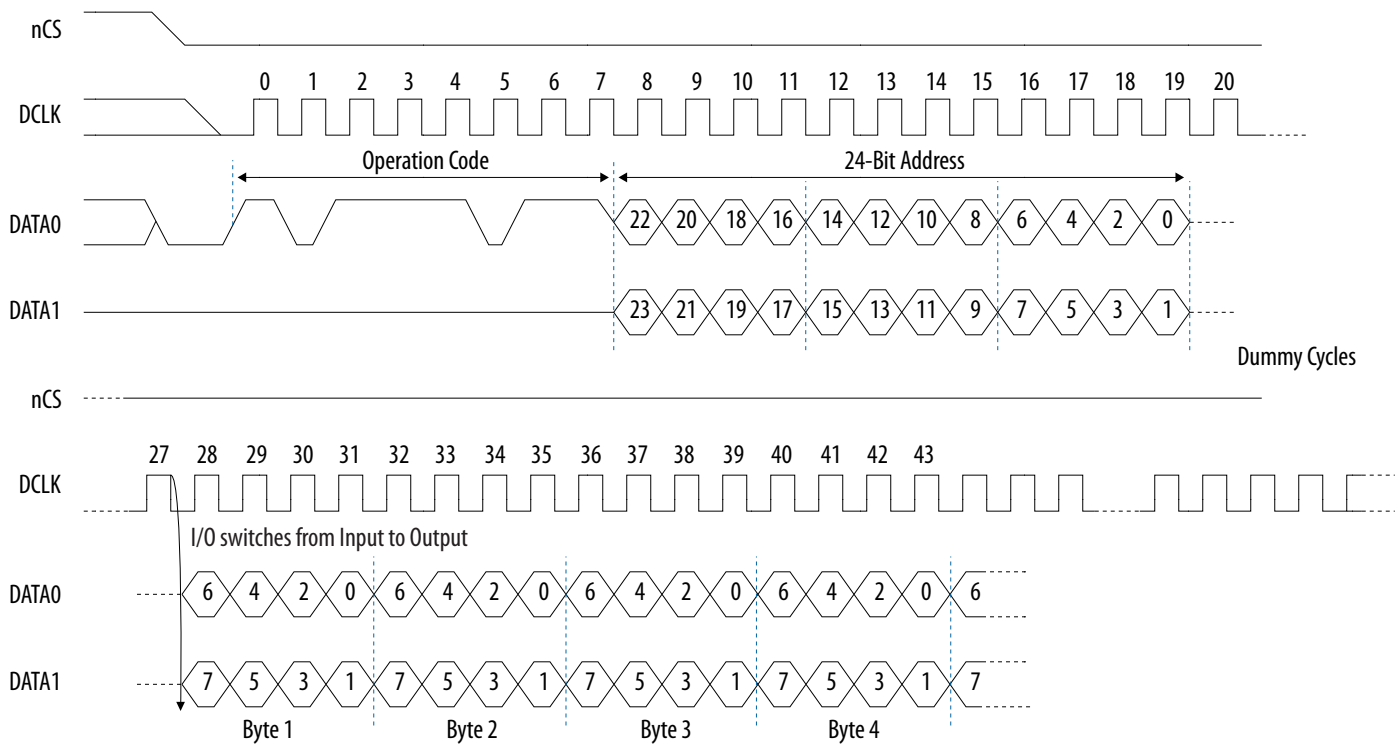 nCS
0 1 2 3 4 5 6 7 8 9 10 11 12 13 14 15 16 17 18 19 20
DCLK
Operation Code 24-Bit Address
DATA0 22 20 18 16 14 12 10 8 6 4 2 0
DATA1 23 21 19 17 15 13 11 9 7 5 3 1
Dummy Cycles
nCS
27 28 29 30 31 32 33 34 35 36 37 38 39 40 41 42 43
DCLK
I/O switches from Input to Output
DATA0 6 4 2 0 6 4 2 0 6 4 2 0 6 4 2 0 6
DATA1 7 5 3 1 7 5 3 1 7 5 3 1 7 5 3 1 7
Byte 1 Byte 2 Byte 3 Byte 4